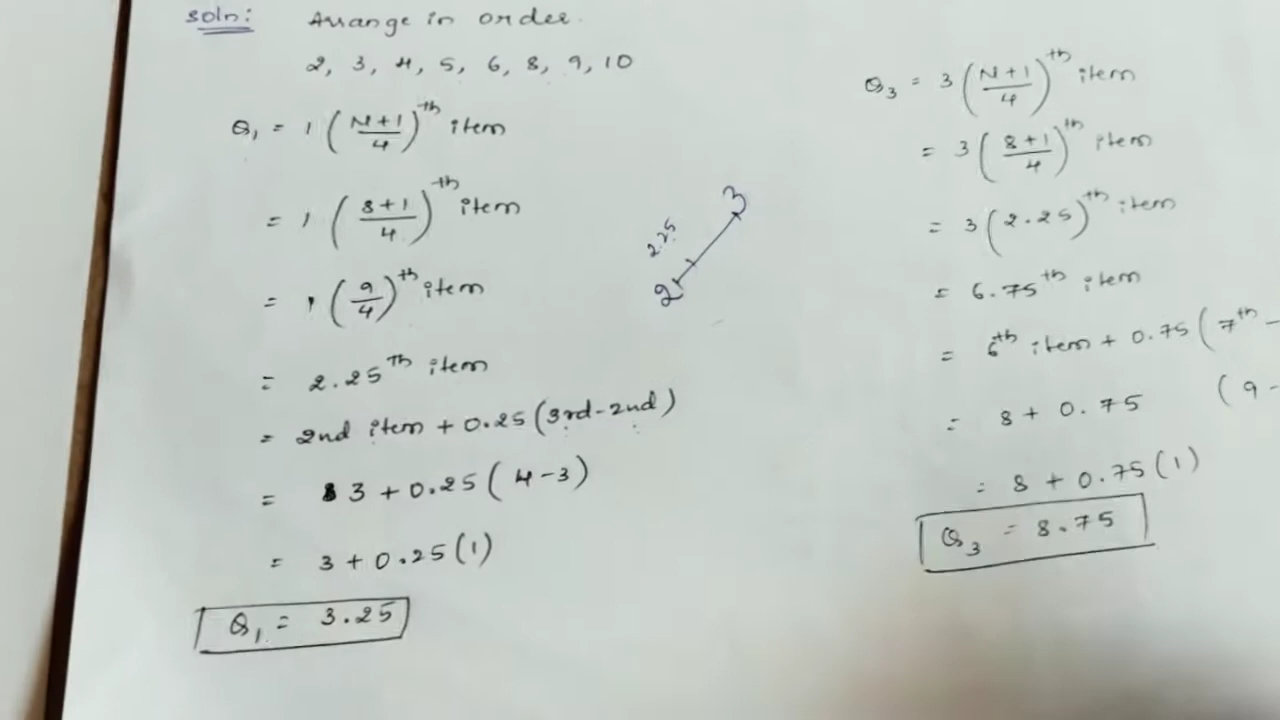 Soln: Arrange in order.
2, 3, 4, 5, 6, 8, 9, 10
Q₁ = 1 (N+1/4)ᵗʰ item
= 1 (8+1/4)ᵗʰ item
= 1 (9/4)ᵗʰ item
= 2.25ᵀʰ item
= 2nd item + 0.25 (3rd-2nd)
= 3 + 0.25 (4-3)
= 3 + 0.25 (1)
Q₁ = 3.25
3
2.25
2
Q₃ = 3 (N+1/4)ᵗʰ item
= 3 (8+1/4)ᵗʰ item
= 3 (2.25)ᵗʰ item
= 6.75ᵗʰ item
= 6ᵗʰ item + 0.75 (7ᵗʰ -
= 8 + 0.75 (9-
= 8 + 0.75 (1)
Q₃ = 8.75